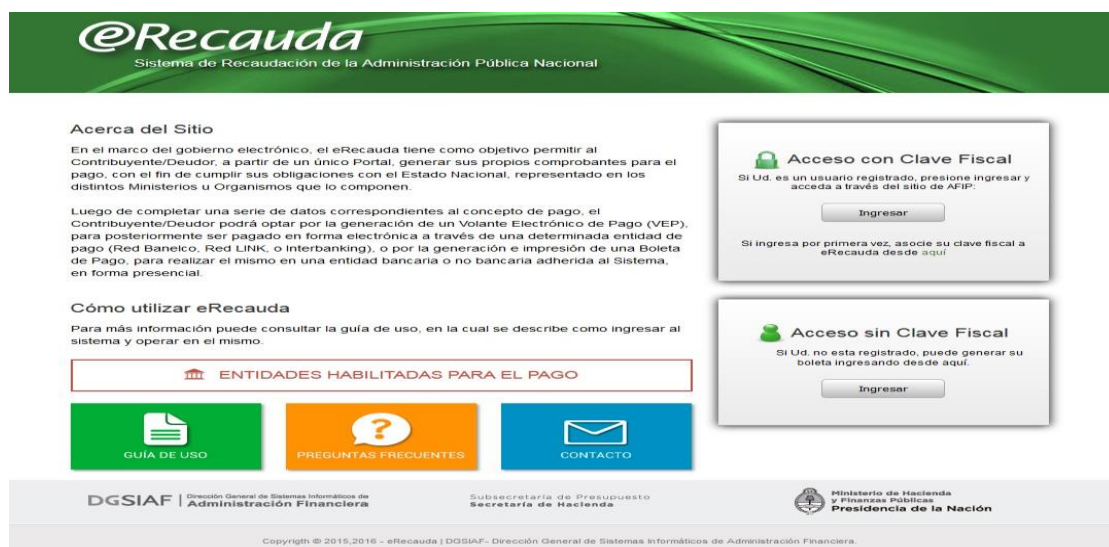 @Recauda
Sistema de Recaudación de la Administración Pública Nacional
Acerca del Sitio
En el marco del gobierno electrónico, el eRecauda tiene como objetivo permitir al
Contribuyente/Deudor, a partir de un único Portal, generar sus propios comprobantes para el
pago, con el fin de cumplir sus obligaciones con el Estado Nacional, representado en los
distintos Ministerios u Organismos que lo componen.
Luego de completar una serie de datos correspondientes al concepto de pago, el
Contribuyente/Deudor podrá optar por la generación de un Volante Electrónico de Pago (VEP),
para posteriormente ser pagado en forma electrónica a través de una determinada entidad de
pago (Red Banelco, Red LINK, o Interbanking), o por la generación e impresión de una Boleta
de Pago, para realizar el mismo en una entidad bancaria o no bancaria adherida al Sistema,
en forma presencial.
Cómo utilizar eRecauda
Para más información puede consultar la guía de uso, en la cual se describe como ingresar al
sistema y operar en el mismo.
ENTIDADES HABILITADAS PARA EL PAGO
GUÍA DE USO
PREGUNTAS FRECUENTES
CONTACTO
Acceso con Clave Fiscal
Si Ud. es un usuario registrado, presione ingresar y
acceda a través del sitio de AFIP:
Ingresar
Si ingresa por primera vez, asocie su clave fiscal a
eRecauda desde aquí
Acceso sin Clave Fiscal
Si Ud. no esta registrado, puede generar su
boleta ingresando desde aquí.
Ingresar
DGSIAF
Dirección General de Sistemas Informáticos de
Administración Financiera
Subsecretaría de Presupuesto
Secretaría de Hacienda
Ministerio de Hacienda
y Finanzas Públicas
Presidencia de la Nación
Copyrigth © 2015,2016 - eRecauda | DGSIAF- Dirección General de Sistemas Informáticos de Administración Financiera.